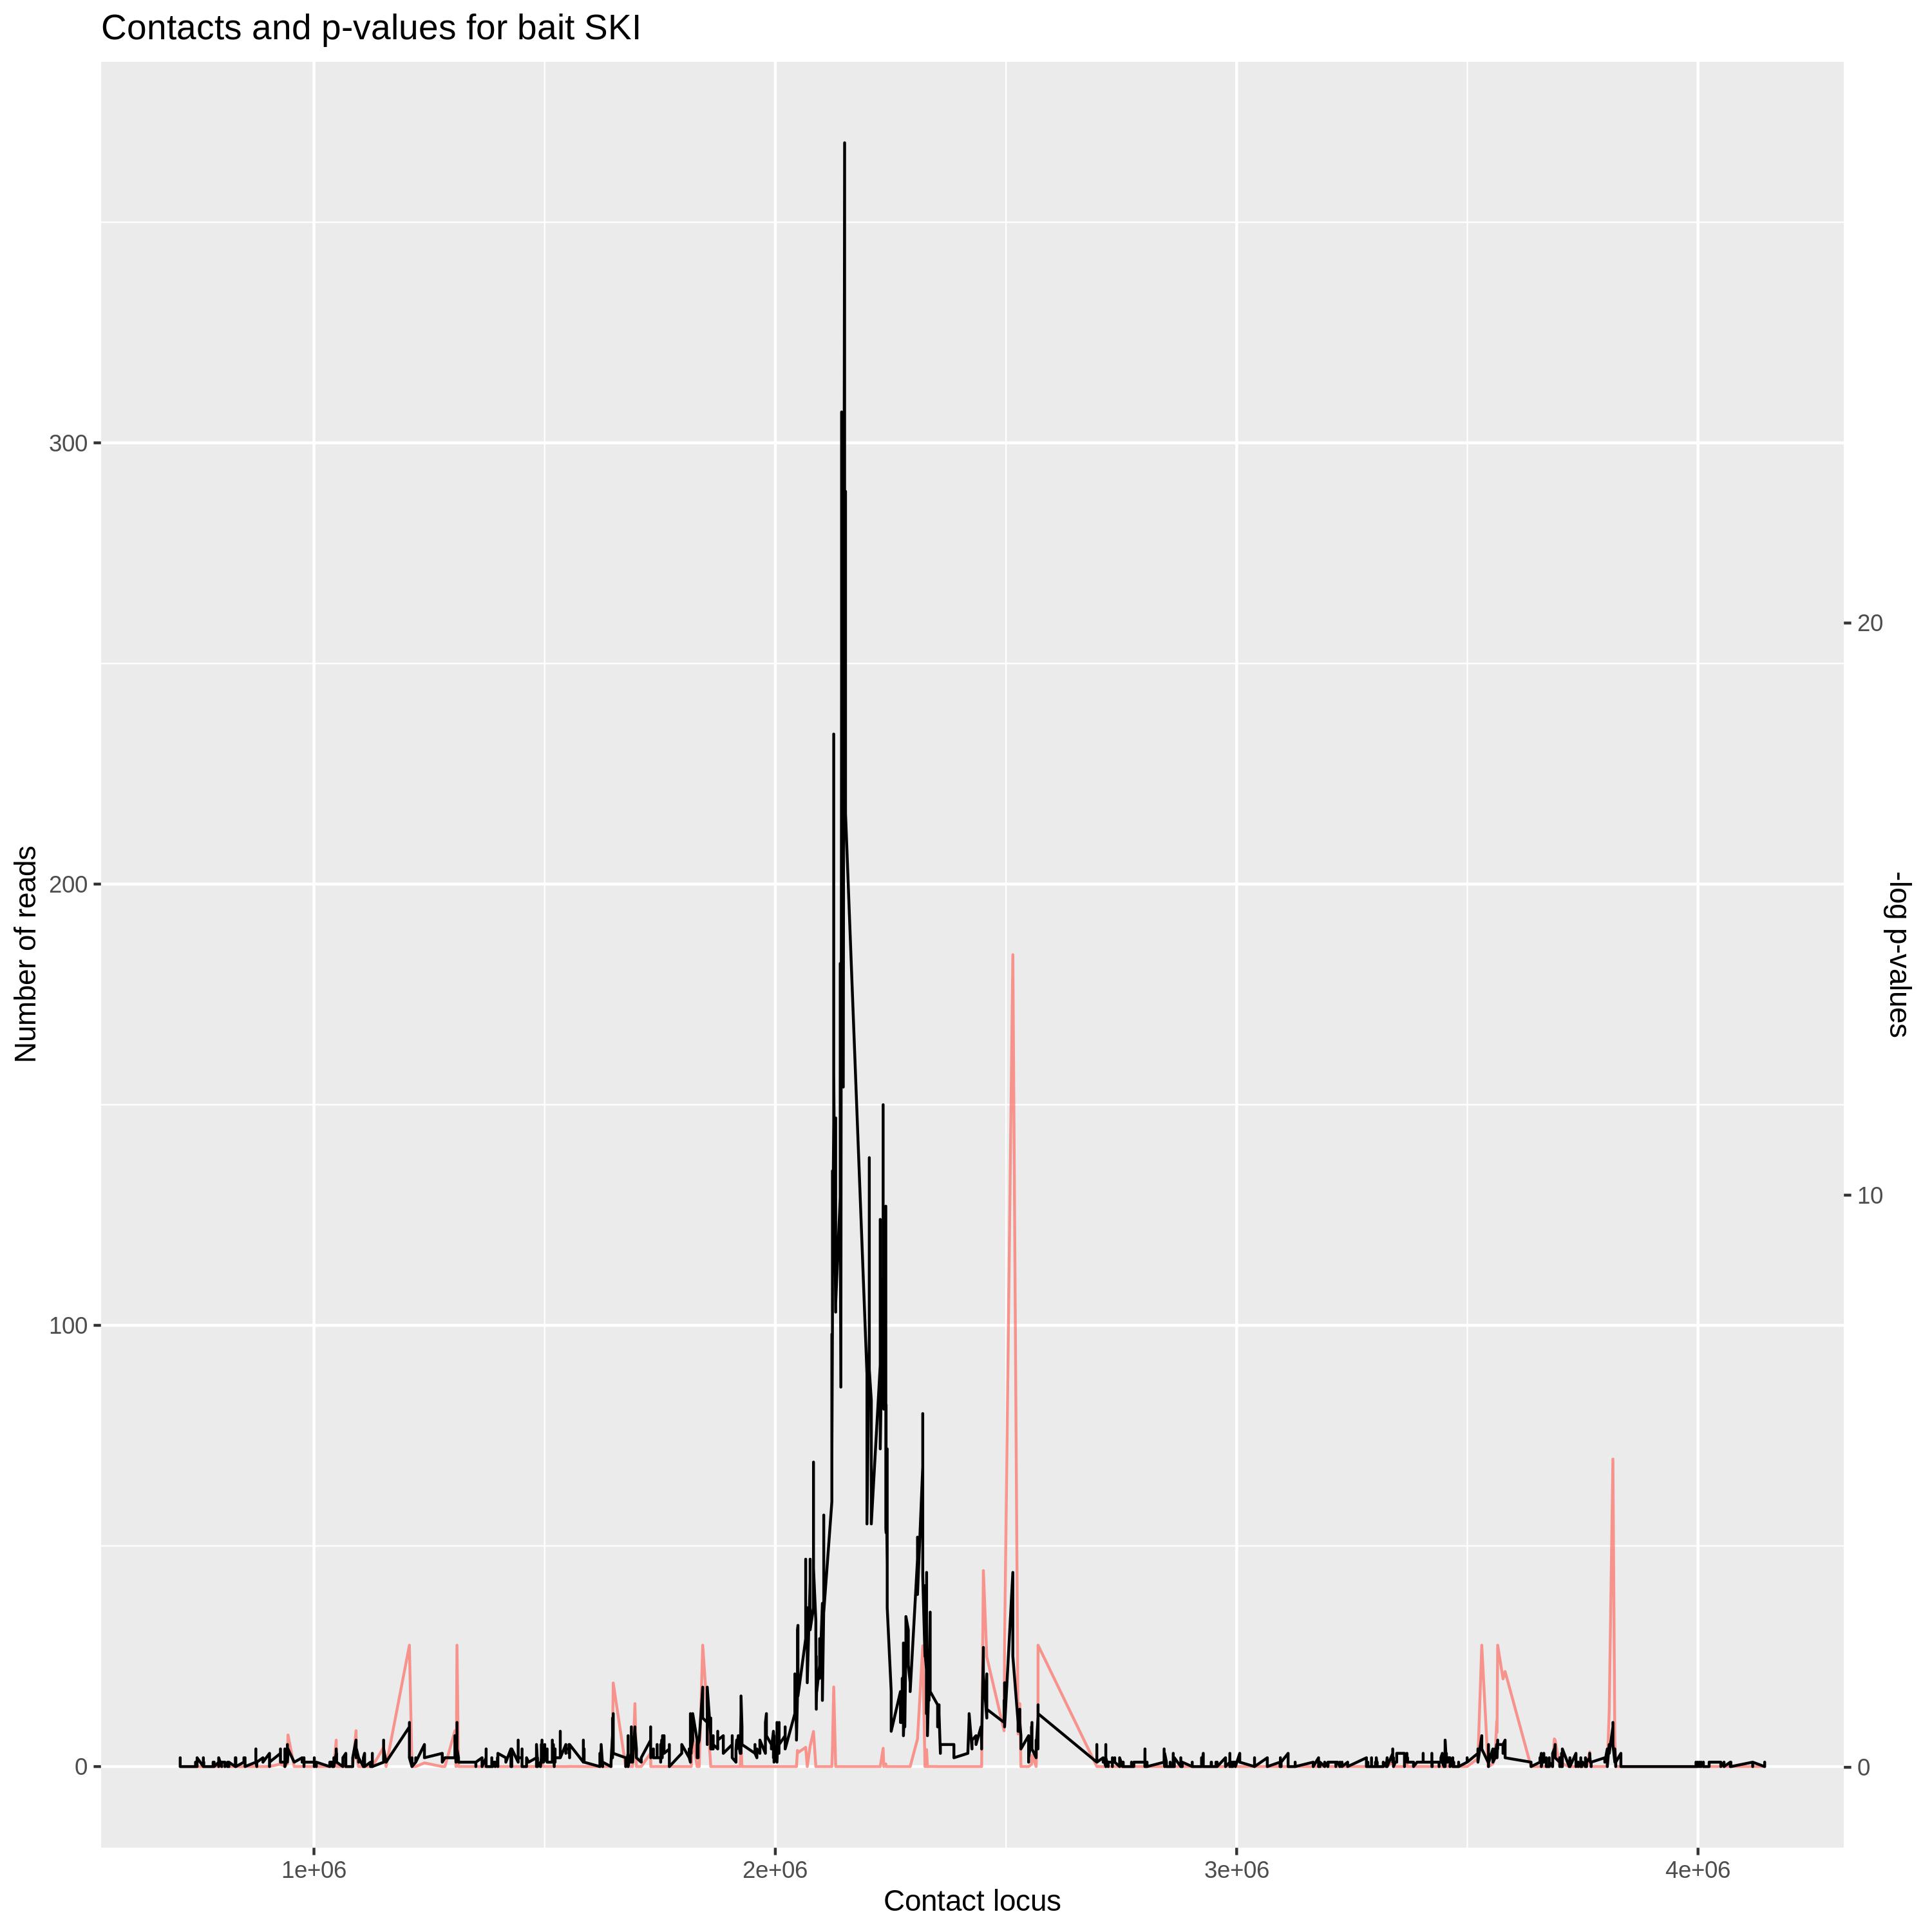 Contacts and p-values for bait SKI
300
200
100
0
Number of reads
20
10
0
-log p-values
1e+06
2e+06
3e+06
4e+06
Contact locus